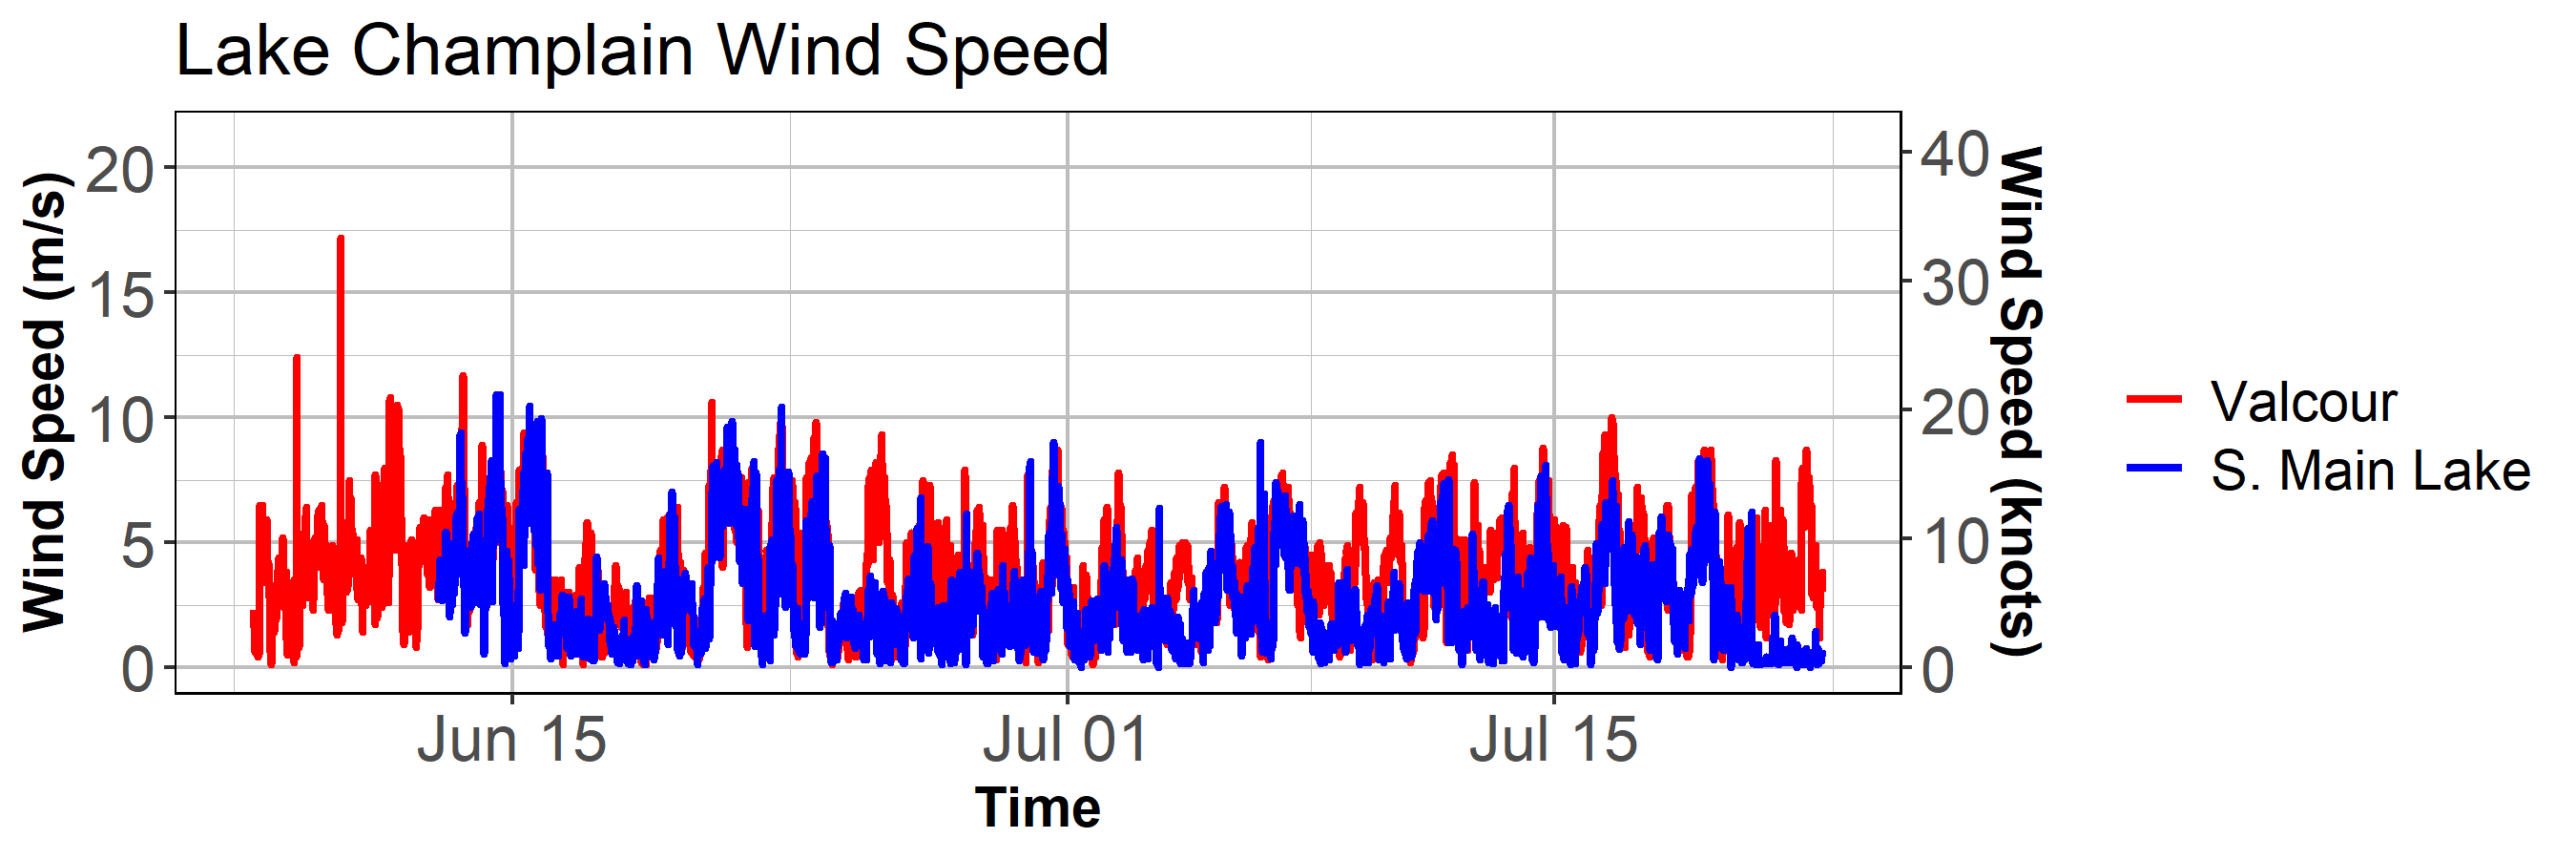 Lake Champlain Wind Speed
Wind Speed (m/s)
20
15
10
5
0
40
30
20
10
0
Wind Speed (knots)
Jun 15
Jul 01
Jul 15
Time
Valcour
S. Main Lake